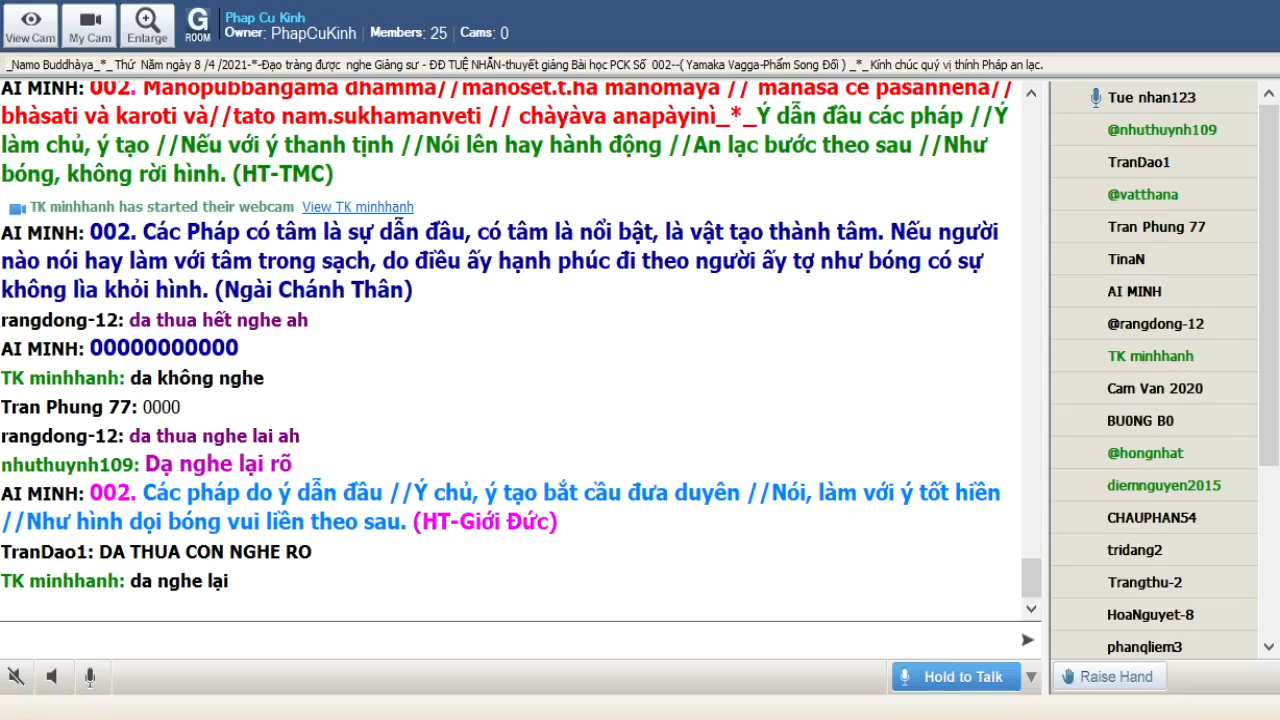 View Cam
My Cam
Enlarge
G
ROOM
Phap Cu Kinh
Owner: PhapCuKinh
Members: 25
Cams: 0
_Namo Buddhàya_*_ Thứ Năm ngày 8 /4 /2021-*-Đạo tràng được nghe Giảng sư - ĐĐ TUỆ NHẪN-thuyết giảng Bài học PCK Số 002--( Yamaka Vagga-Phẩm Song Đối ) _*_ Kính chúc quý vị thính Pháp an lạc.
AI MINH: 002. Manopubbangama dhamma//manoset.t.ha manomaya // manasa ce pasannena//
bhàsati và karoti và//tato nam.sukhamanveti // chàyàva anapàyinì_*_Ý dẫn đầu các pháp //Ý
làm chủ, ý tạo //Nếu với ý thanh tịnh //Nói lên hay hành động //An lạc bước theo sau //Như
bóng, không rời hình. (HT-TMC)
TK minhhanh has started their webcam View TK minhhanh
AI MINH: 002. Các Pháp có tâm là sự dẫn đầu, có tâm là nổi bật, là vật tạo thành tâm. Nếu người
nào nói hay làm với tâm trong sạch, do điều ấy hạnh phúc đi theo người ấy tợ như bóng có sự
không lìa khỏi hình. (Ngài Chánh Thân)
rangdong-12: da thua hết nghe ah
AI MINH: 00000000000
TK minhhanh: da không nghe
Tran Phung 77: 0000
rangdong-12: da thua nghe lai ah
nhuthuynh109: Dạ nghe lại rõ
AI MINH: 002. Các pháp do ý dẫn đầu //Ý chủ, ý tạo bắt cầu đưa duyên //Nói, làm với ý tốt hiền
//Như hình dọi bóng vui liền theo sau. (HT-Giới Đức)
TranDao1: DA THUA CON NGHE RO
TK minhhanh: da nghe lại
Tue nhan123
@nhuthuynh109
TranDao1
@vatthana
Tran Phung 77
TinaN
AI MINH
@rangdong-12
TK minhhanh
Cam Van 2020
BU0NG B0
@hongnhat
diemnguyen2015
CHAUPHAN54
tridang2
Trangthu-2
HoaNguyet-8
phanqliem3
Hold to Talk
Raise Hand